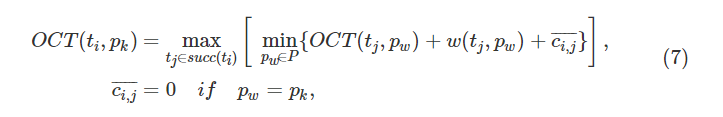 OCT(t_i, p_k) = max_{t_j∈succ(t_i)} [ min_{p_w∈P} {OCT(t_j, p_w) + w(t_j, p_w) + \overline{c_{i,j}}} ] , (7)
\overline{c_{i,j}} = 0 if p_w = p_k,